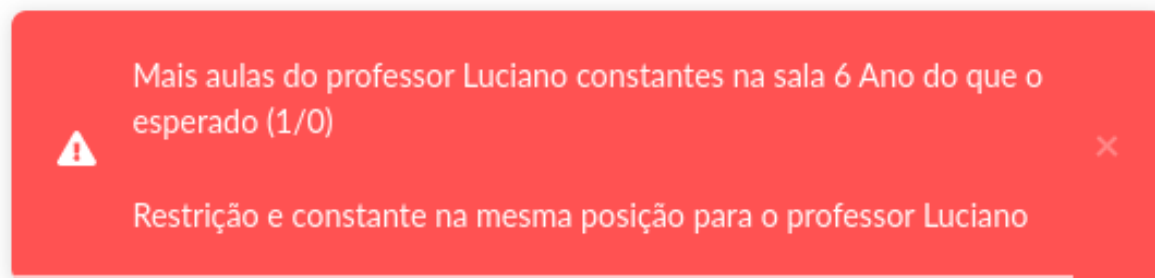 Mais aulas do professor Luciano constantes na sala 6 Ano do que o
esperado (1/0)
Restrição e constante na mesma posição para o professor Luciano